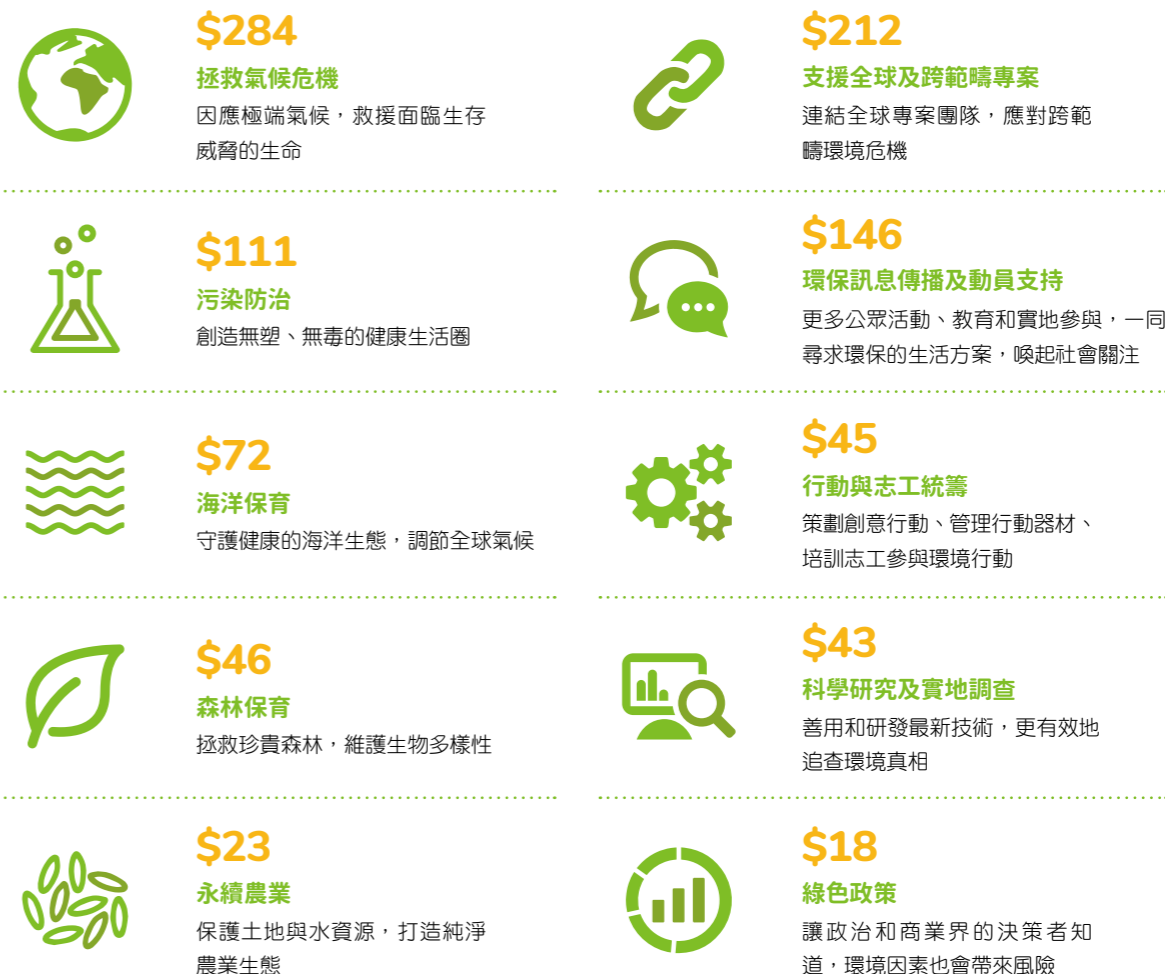 $284
拯救氣候危機
因應極端氣候，救援面臨生存
威脅的生命
$212
支援全球及跨範疇專案
連結全球專案團隊，應對跨範
疇環境危機
$111
污染防治
創造無塑、無毒的健康生活圈
$146
環保訊息傳播及動員支持
更多公眾活動、教育和實地參與，一同
尋求環保的生活方案，喚起社會關注
$72
海洋保育
守護健康的海洋生態，調節全球氣候
$45
行動與志工統籌
策劃創意行動、管理行動器材、
培訓志工參與環境行動
$46
森林保育
拯救珍貴森林，維護生物多樣性
$43
科學研究及實地調查
善用和研發最新技術，更有效地
追查環境真相
$23
永續農業
保護土地與水資源，打造純淨
農業生態
$18
綠色政策
讓政治和商業界的決策者知
道，環境因素也會帶來風險